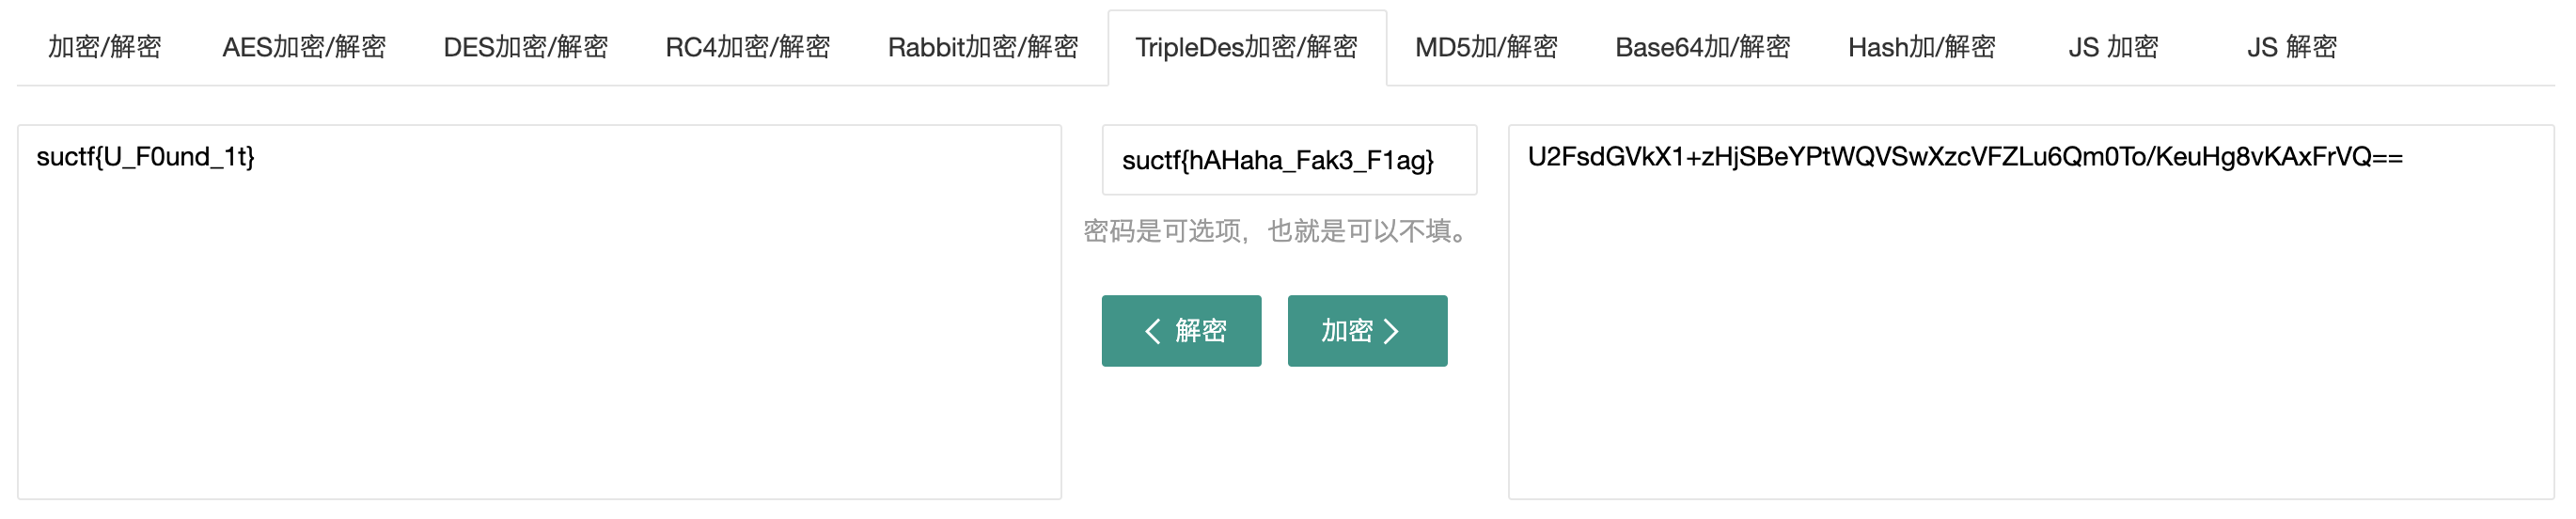 加密/解密 AES加密/解密 DES加密/解密 RC4加密/解密 Rabbit加密/解密 TripleDes加密/解密 MD5加/解密 Base64加/解密 Hash加/解密 JS 加密 JS 解密
suctf{U_F0und_1t}
suctf{hAHaha_Fak3_F1ag}
密码是可选项，也就是可以不填。
解密 加密
U2FsdGVkX1+zHjSBeYPtWQVSwXzcVFZLu6Qm0To/KeuHg8vKAxFrVQ==